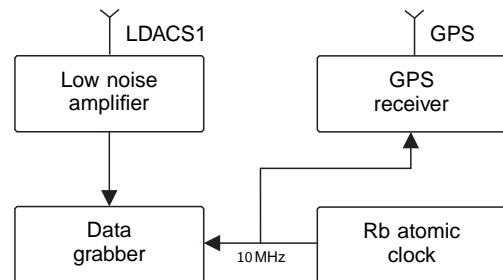 LDACS1
GPS
Low noise
amplifier
GPS
receiver
Data
grabber
10 MHz
Rb atomic
clock